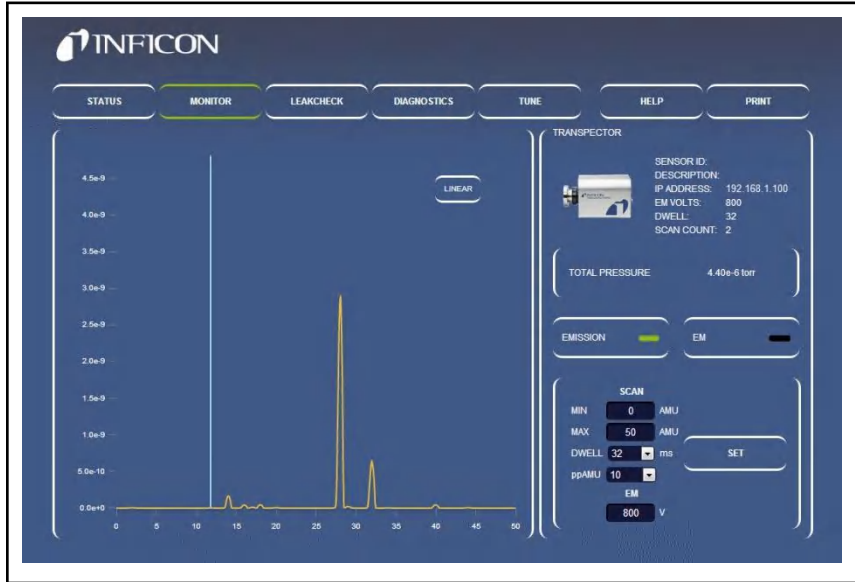 INFICON
STATUS MONITOR LEAKCHECK DIAGNOSTICS TUNE HELP PRINT
4.5e-9
4.0e-9
3.5e-9
3.0e-9
2.5e-9
2.0e-9
1.5e-9
1.0e-9
5.0e-10
0.0e+0
0 5 10 15 20 25 30 35 40 45 50
LINEAR
TRANSPECTOR
SENSOR ID:
DESCRIPTION:
IP ADDRESS: 192.168.1.100
EM VOLTS: 800
DWELL: 32
SCAN COUNT: 2
TOTAL PRESSURE 4.40e-6 torr
EMISSION EM
SCAN
MIN 0 AMU
MAX 50 AMU
DWELL 32 ms
SET
ppAMU 10
EM
800 V